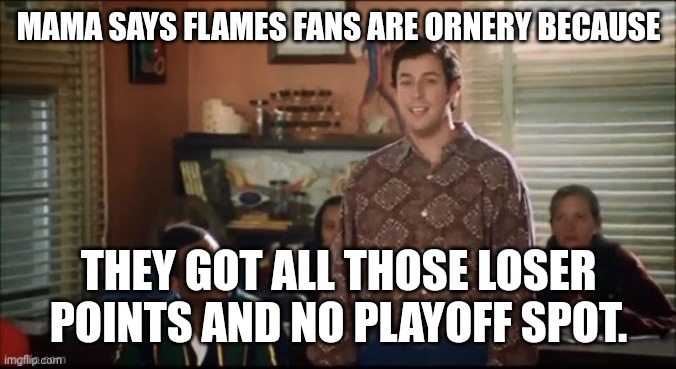 MAMA SAYS FLAMES FANS ARE ORNERY BECAUSE
THEY GOT ALL THOSE LOSER
POINTS AND NO PLAYOFF SPOT.
imgflip.com